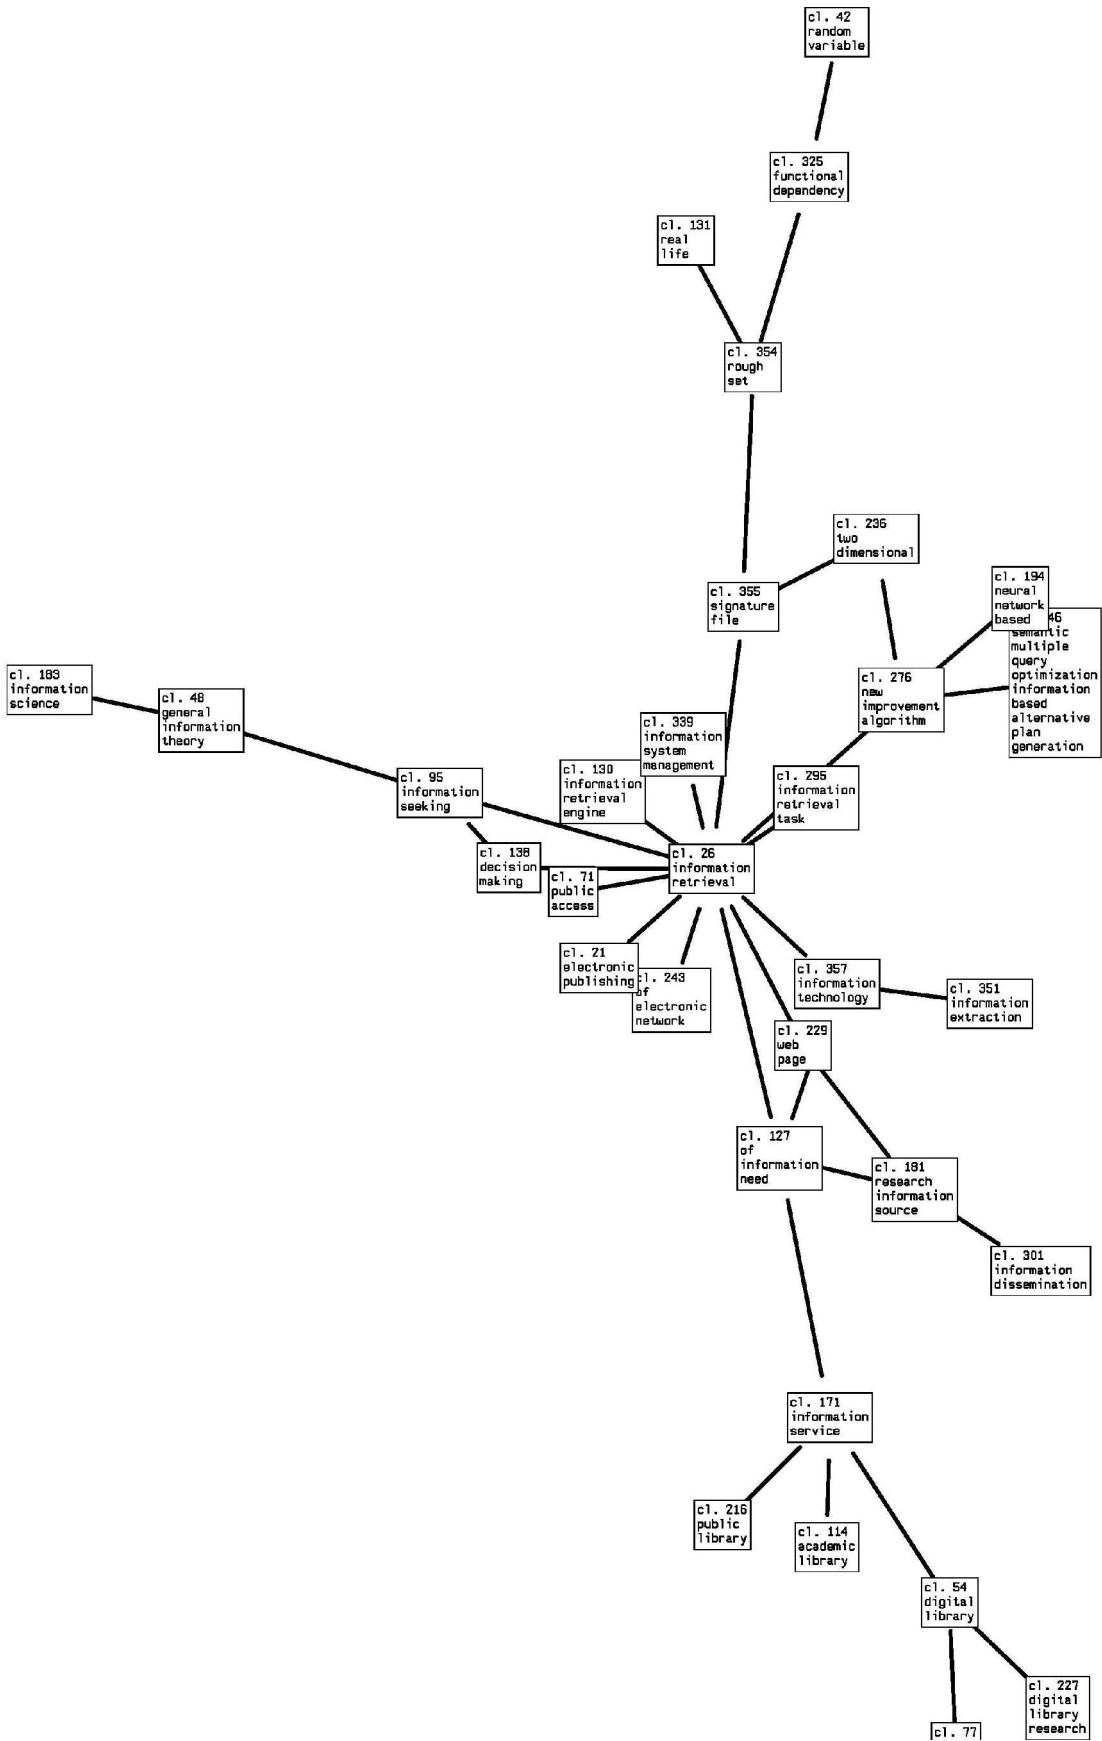 cl. 42
random
variable
cl. 325
functional
dependency
cl. 131
real
life
cl. 354
rough
set
cl. 236
two
dimensional
cl. 355
signature
file
cl. 194
neural
network
based
46
semantic
multiple
query
optimization
information
based
alternative
plan
generation
cl. 183
information
science
cl. 48
general
information
theory
cl. 276
new
improvement
algorithm
cl. 339
information
system
management
cl. 95
information
seeking
cl. 130
information
retrieval
engine
cl. 295
information
retrieval
task
cl. 138
decision
making
cl. 26
information
retrieval
cl. 71
public
access
cl. 21
electronic
publishing
cl. 243
of
electronic
network
cl. 357
information
technology
cl. 351
information
extraction
cl. 229
web
page
cl. 127
of
information
need
cl. 181
research
information
source
cl. 301
information
dissemination
cl. 171
information
service
cl. 216
public
library
cl. 114
academic
library
cl. 54
digital
library
cl. 227
digital
library
research
cl. 77